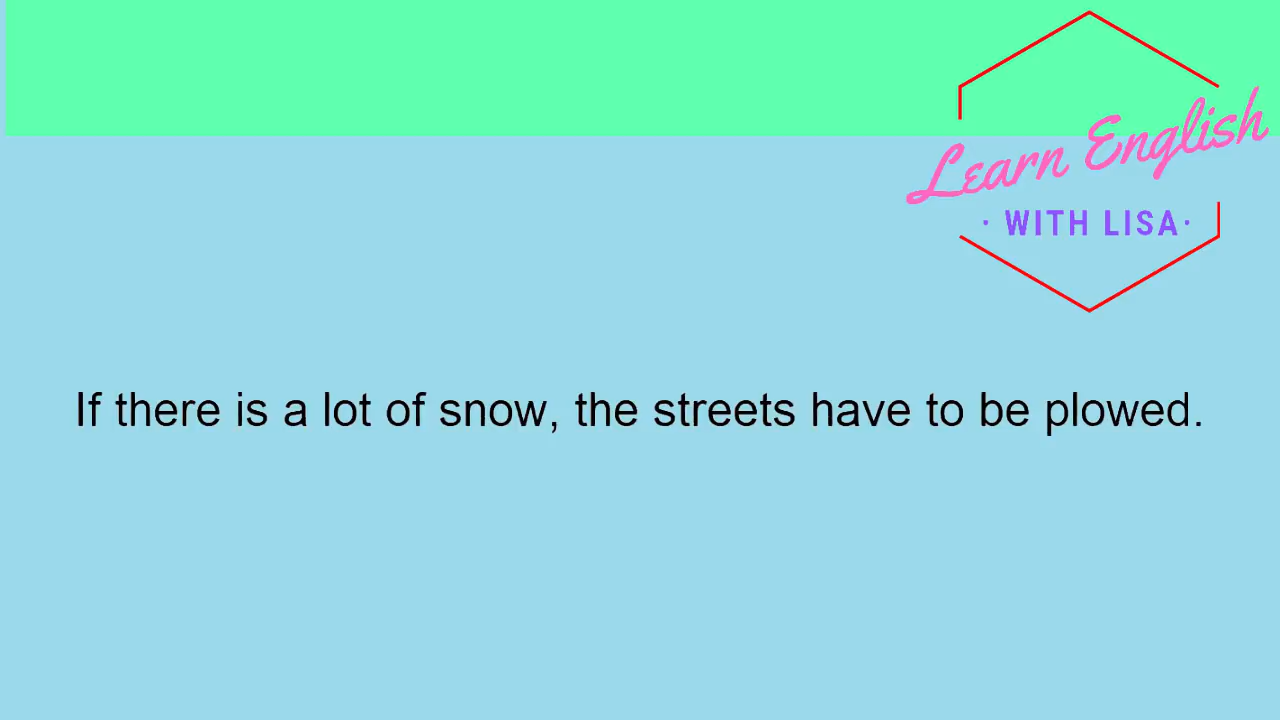 Learn English
· WITH LISA·
If there is a lot of snow, the streets have to be plowed.